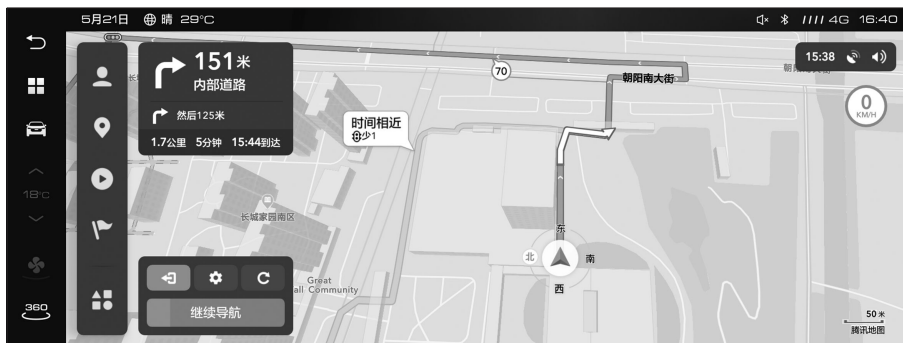 5月21日 晴 29°C
4G 16:40
151米
内部道路
然后125米
1.7公里 5分钟 15:44到达
70
朝阳南大街
15:38
0
KM/H
时间相近
少1
18°C
长城家园南区
东
北
南
西
Great
all Community
继续导航
360
50米
腾讯地图